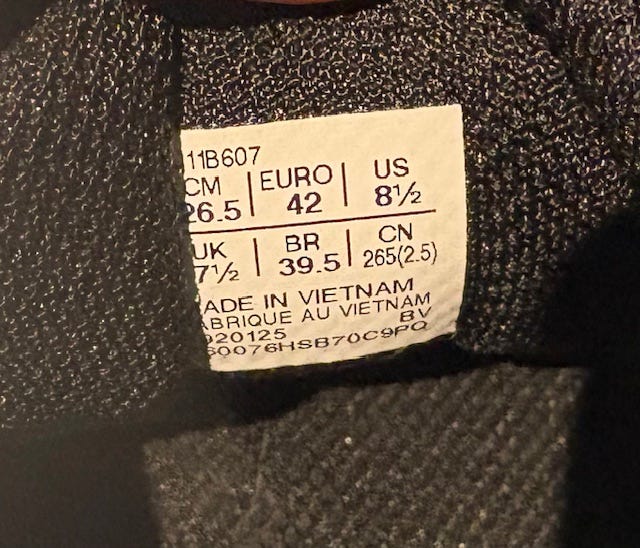 11B607
CM | EURO | US
26.5 | 42 | 8½
UK | BR | CN
7½ | 39.5 | 265(2.5)
ADE IN VIETNAM
ABRIQUE AU VIETNAM
020125 BV
60076HSB70C9PQ